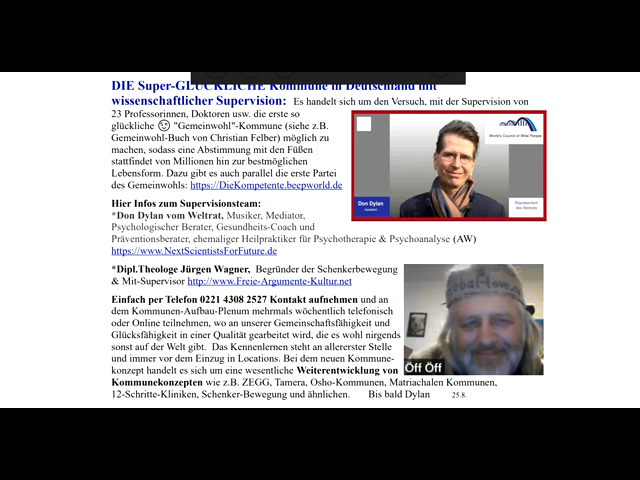 DIE Super-GLÜCKLICHE Kommune in Deutschland mit
wissenschaftlicher Supervision: Es handelt sich um den Versuch, mit der Supervision von
23 Professorinnen, Doktoren usw. die erste so
glückliche 😉 "Gemeinwohl"-Kommune (siehe z.B.
Gemeinwohl-Buch von Christian Felber) möglich zu
machen, sodass eine Abstimmung mit den Füßen
stattfindet von Millionen hin zur bestmöglichen
Lebensform. Dazu gibt es auch parallel die erste Partei
des Gemeinwohls: https://DieKompetente.beepworld.de
World's Council of Wise People
Don Dylan
Repräsentant
des Weltrats
Hier Infos zum Supervisionsteam:
*Don Dylan vom Weltrat, Musiker, Mediator,
Psychologischer Berater, Gesundheits-Coach und
Präventionsberater, ehemaliger Heilpraktiker für Psychotherapie & Psychoanalyse (AW)
https://www.NextScientistsForFuture.de
*Dipl.Theologe Jürgen Wagner, Begründer der Schenkerbewegung
& Mit-Supervisor http://www.Freie-Argumente-Kultur.net
Einfach per Telefon 0221 4308 2527 Kontakt aufnehmen und an
dem Kommunen-Aufbau-Plenum mehrmals wöchentlich telefonisch
oder Online teilnehmen, wo an unserer Gemeinschaftsfähigkeit und
Glücksfähigkeit in einer Qualität gearbeitet wird, die es wohl nirgends
sonst auf der Welt gibt. Das Kennenlernen steht an allererster Stelle
und immer vor dem Einzug in Locations. Bei dem neuen Kommune-
konzept handelt es sich um eine wesentliche Weiterentwicklung von
Kommunekonzepten wie z.B. ZEGG, Tamera, Osho-Kommunen, Matriachalen Kommunen,
12-Schritte-Kliniken, Schenker-Bewegung und ähnlichen. Bis bald Dylan 25.8.
global-love
Öff Öff